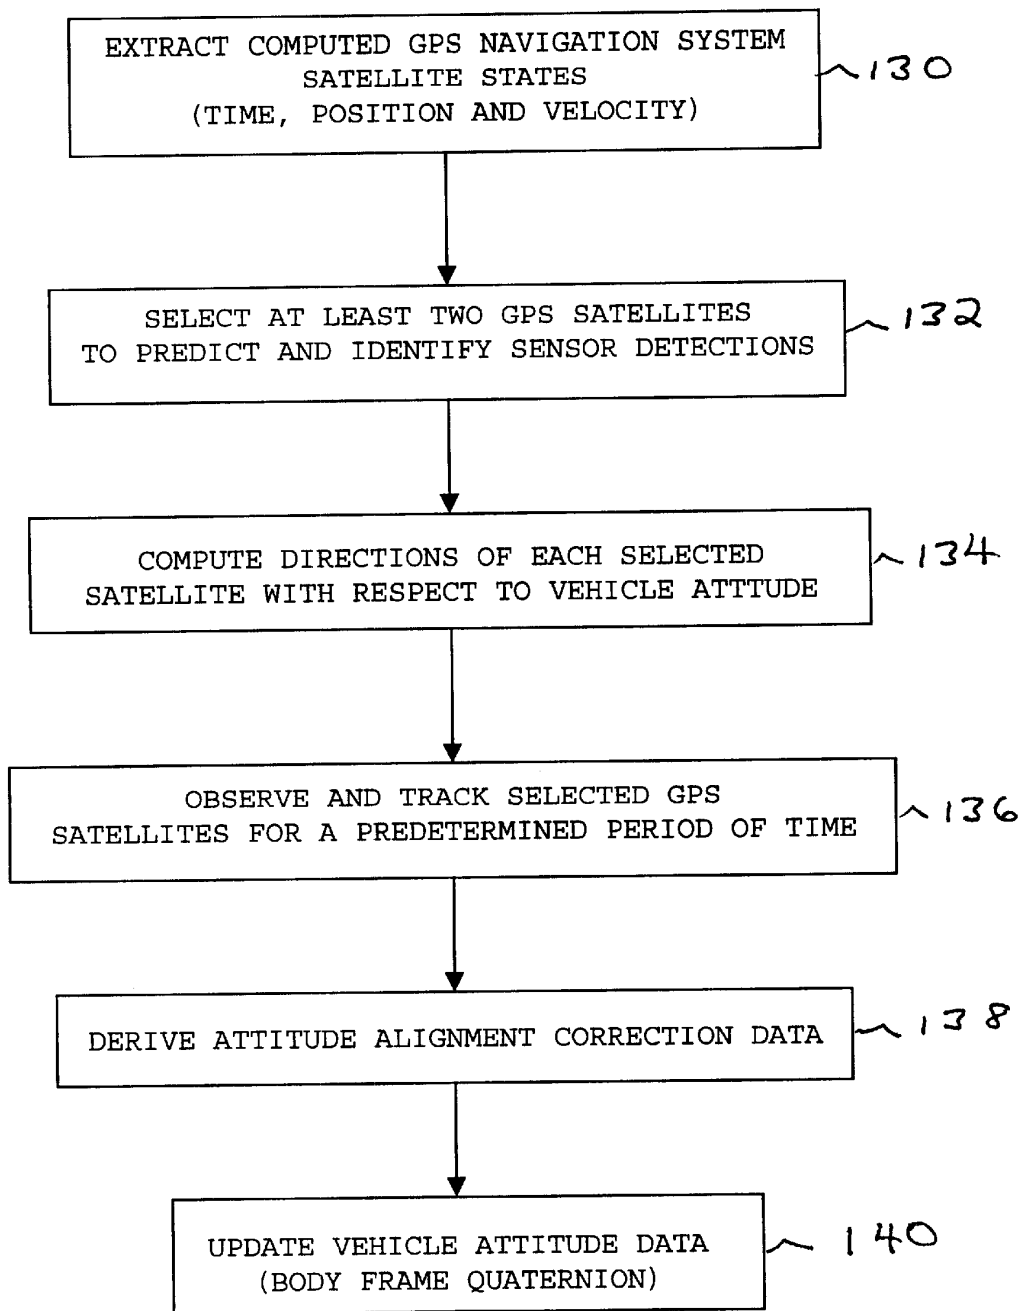 EXTRACT COMPUTED GPS NAVIGATION SYSTEM
SATELLITE STATES
(TIME, POSITION AND VELOCITY)
130
SELECT AT LEAST TWO GPS SATELLITES
TO PREDICT AND IDENTIFY SENSOR DETECTIONS
132
COMPUTE DIRECTIONS OF EACH SELECTED
SATELLITE WITH RESPECT TO VEHICLE ATTTUDE
134
OBSERVE AND TRACK SELECTED GPS
SATELLITES FOR A PREDETERMINED PERIOD OF TIME
136
DERIVE ATTITUDE ALIGNMENT CORRECTION DATA
138
UPDATE VEHICLE ATTITUDE DATA
(BODY FRAME QUATERNION)
140